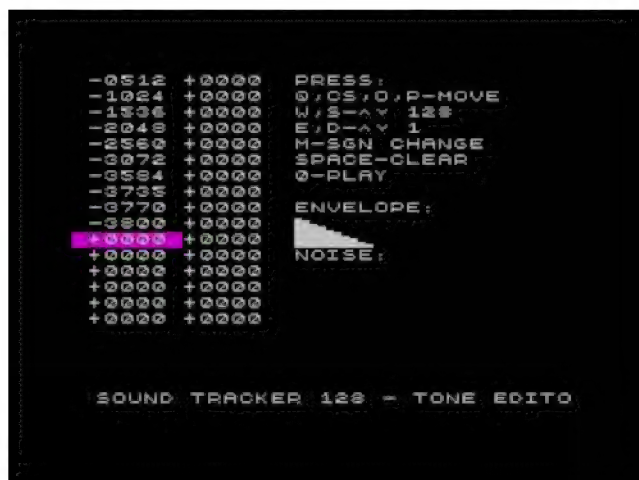 -0512 +0000 PRESS:
-1024 +0000 Q,CS,O,P-MOVE
-1536 +0000 W,S-^v 128
-2048 +0000 E,D-^v 1
-2560 +0000 M-SGN CHANGE
-3072 +0000 SPACE-CLEAR
-3584 +0000 0-PLAY
-3735 +0000
-3770 +0000 ENVELOPE:
-3800 +0000
+0000 +0000
+0000 +0000 NOISE:
+0000 +0000
+0000 +0000
+0000 +0000
+0000 +0000
SOUND TRACKER 128 - TONE EDITO